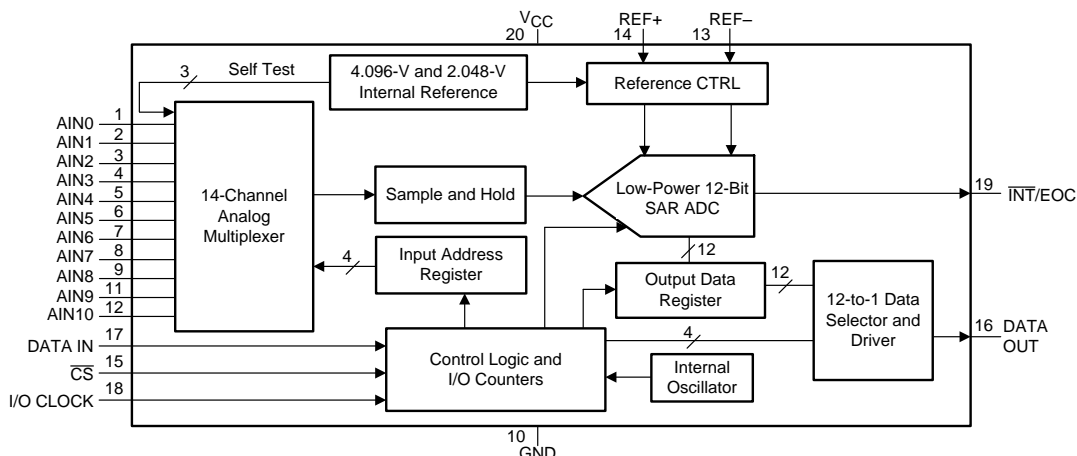 VCC
20
REF+
14
REF–
13
3
Self Test
4.096-V and 2.048-V
Internal Reference
Reference CTRL
AIN0 1
AIN1 2
AIN2 3
AIN3 4
AIN4 5
AIN5 6
AIN6 7
AIN7 8
AIN8 9
AIN9 11
AIN10 12
14-Channel
Analog
Multiplexer
Sample and Hold
Low-Power 12-Bit
SAR ADC
19
INT/EOC
12
4
Input Address
Register
Output Data
Register
12
12-to-1 Data
Selector and
Driver
16
DATA
OUT
DATA IN 17
CS 15
I/O CLOCK 18
Control Logic and
I/O Counters
4
Internal
Oscillator
10
GND